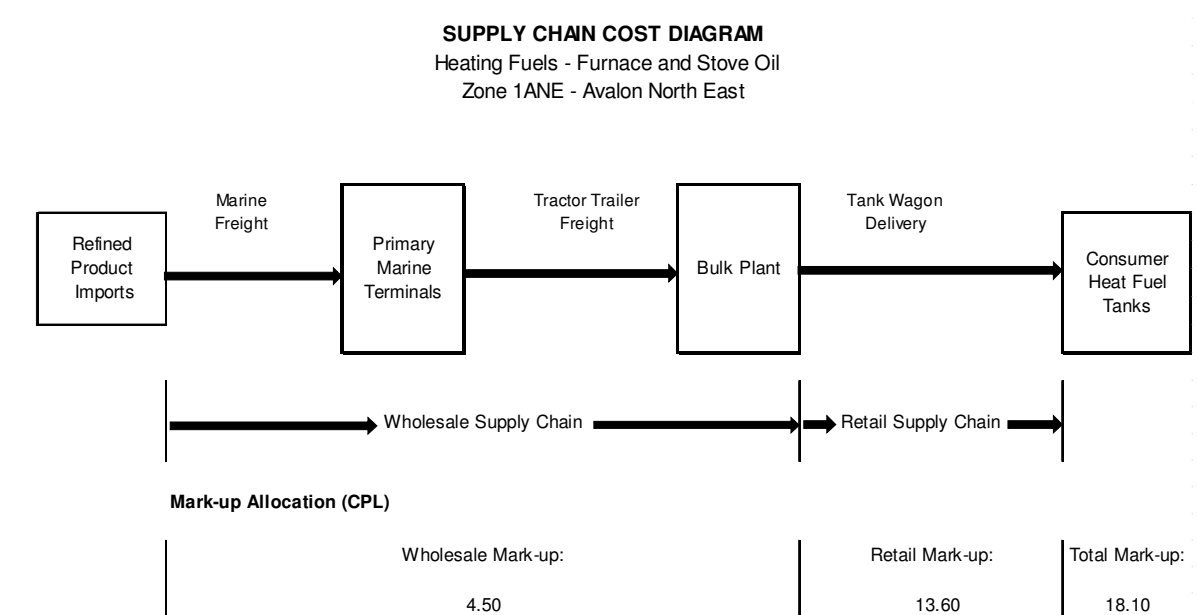 SUPPLY CHAIN COST DIAGRAM
Heating Fuels - Furnace and Stove Oil
Zone 1ANE - Avalon North East
Marine
Freight
Tractor Trailer
Freight
Tank Wagon
Delivery
Refined
Product
Imports
Primary
Marine
Terminals
Bulk Plant
Consumer
Heat Fuel
Tanks
Wholesale Supply Chain
Retail Supply Chain
Mark-up Allocation (CPL)
Wholesale Mark-up:
Retail Mark-up:
Total Mark-up:
4.50
13.60
18.10